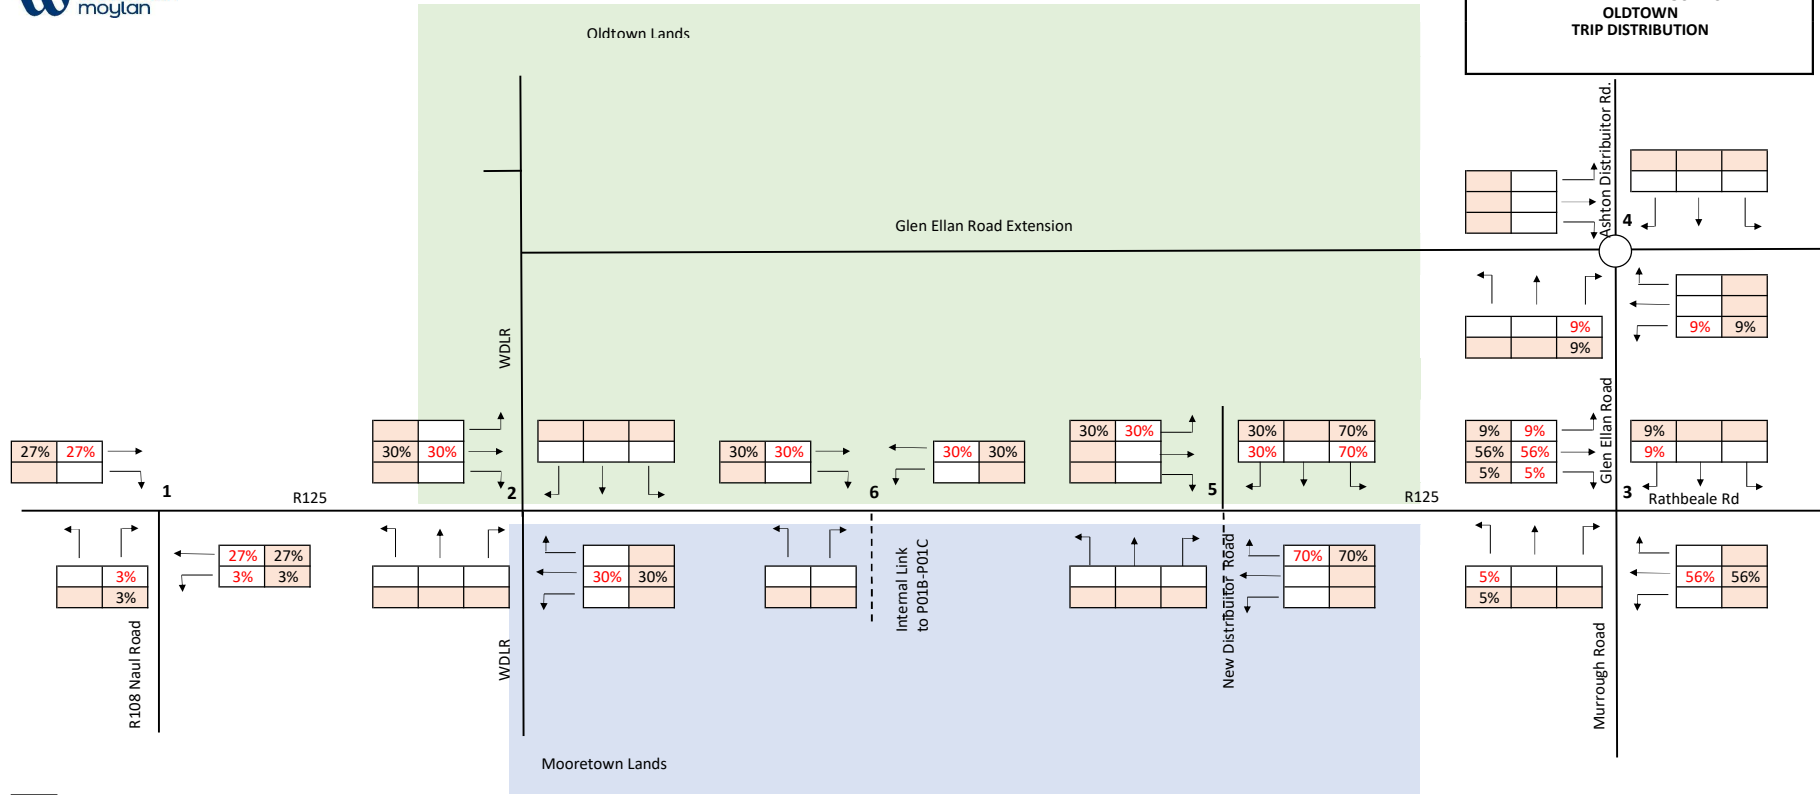 moylan
OLDTOWN
TRIP DISTRIBUTION
Oldtown Lands
Ashton Distribuitor Rd.
4
Glen Ellan Road Extension
9%
9%
9% 9%
WDLR
Glen Ellan Road
27% 27%
30% 30%
30% 30%
30% 30%
30% 30%
30% 70%
30% 70%
9% 9%
56% 56%
5% 5%
9%
9%
1
R125
2
6
5
R125
3
Rathbeale Rd
3%
3%
27% 27%
3% 3%
30% 30%
Internal Link
to P01B-P01C
New Distribuitor Road
70% 70%
5%
5%
56% 56%
R108 Naul Road
WDLR
Murrough Road
Mooretown Lands